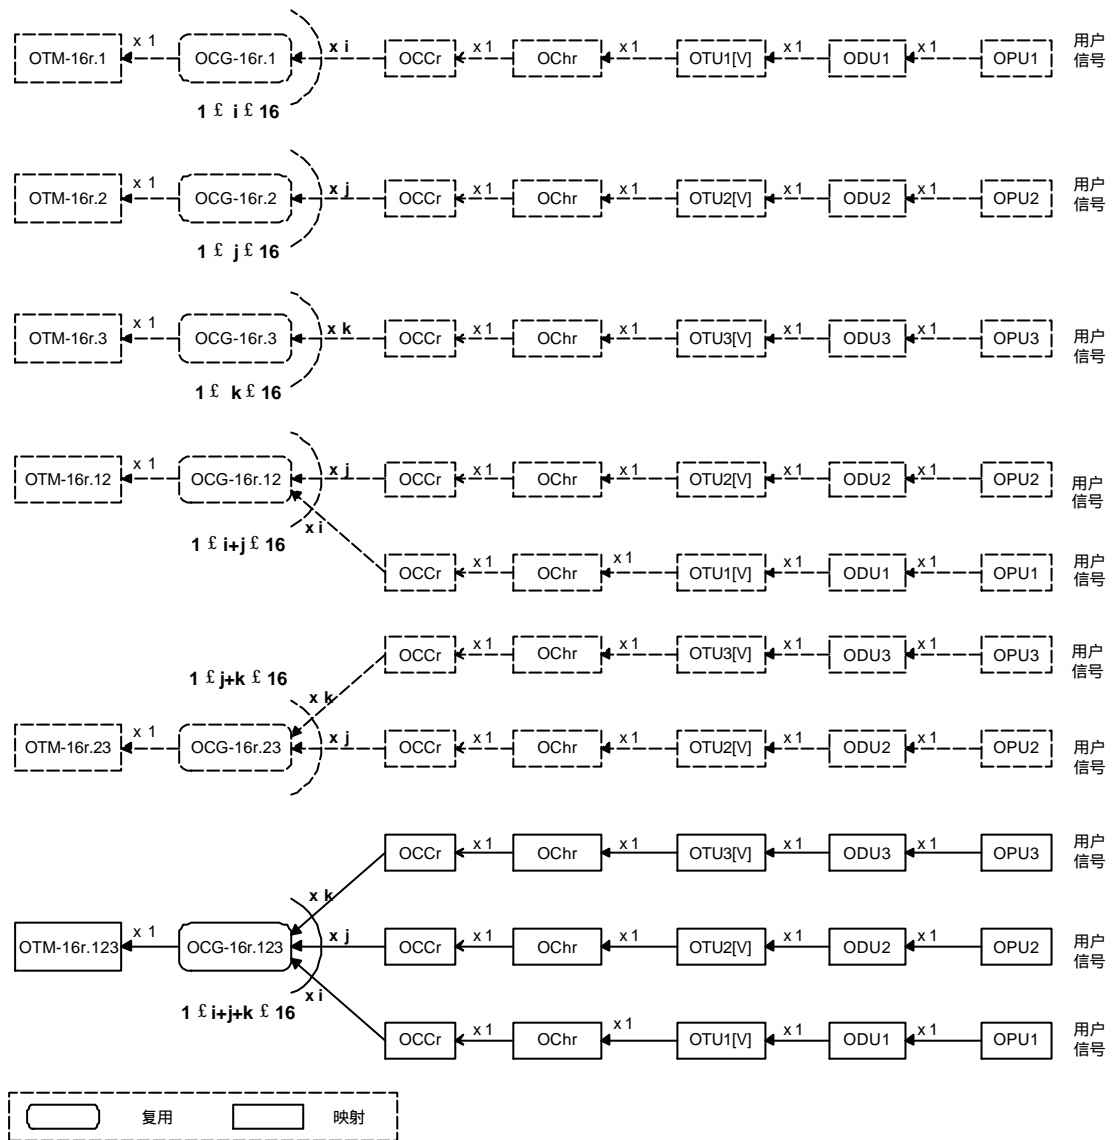 OTM-16r.1 x 1 OCG-16r.1 x i OCCr x 1 OChr x 1 OTU1[V] x 1 ODU1 x 1 OPU1 用户
信号
1 £ i £ 16
OTM-16r.2 x 1 OCG-16r.2 x j OCCr x 1 OChr x 1 OTU2[V] x 1 ODU2 x 1 OPU2 用户
信号
1 £ j £ 16
OTM-16r.3 x 1 OCG-16r.3 x k OCCr x 1 OChr x 1 OTU3[V] x 1 ODU3 x 1 OPU3 用户
信号
1 £ k £ 16
OTM-16r.12 x 1 OCG-16r.12 x j OCCr x 1 OChr x 1 OTU2[V] x 1 ODU2 x 1 OPU2 用户
信号
1 £ i+j £ 16
x i OCCr x 1 OChr x 1 OTU1[V] x 1 ODU1 x 1 OPU1 用户
信号
x k OCCr x 1 OChr x 1 OTU3[V] x 1 ODU3 x 1 OPU3 用户
信号
1 £ j+k £ 16
OTM-16r.23 x 1 OCG-16r.23 x j OCCr x 1 OChr x 1 OTU2[V] x 1 ODU2 x 1 OPU2 用户
信号
x k OCCr x 1 OChr x 1 OTU3[V] x 1 ODU3 x 1 OPU3 用户
信号
OTM-16r.123 x 1 OCG-16r.123 x j OCCr x 1 OChr x 1 OTU2[V] x 1 ODU2 x 1 OPU2 用户
信号
1 £ i+j+k £ 16
x i OCCr x 1 OChr x 1 OTU1[V] x 1 ODU1 x 1 OPU1 用户
信号
复用 映射